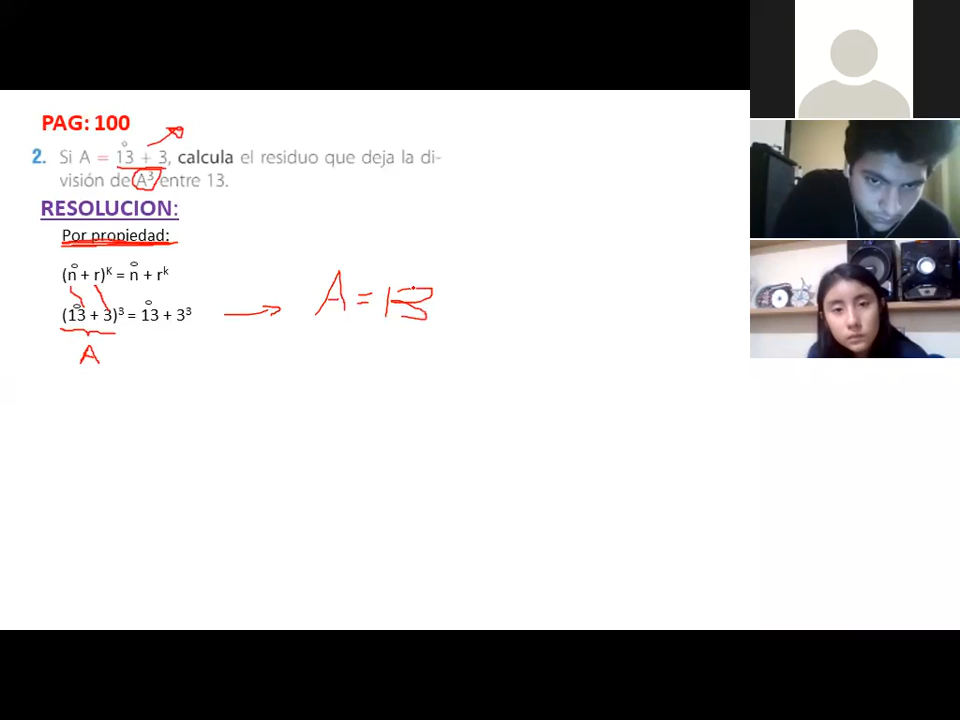 PAG: 100
2. Si A = 13̊ + 3, calcula el residuo que deja la di-
visión de A³ entre 13.
RESOLUCION:
Por propiedad:
(n̊ + r)ᴷ = n̊ + rᵏ
(13̊ + 3)³ = 13̊ + 3³ → A = 13
A